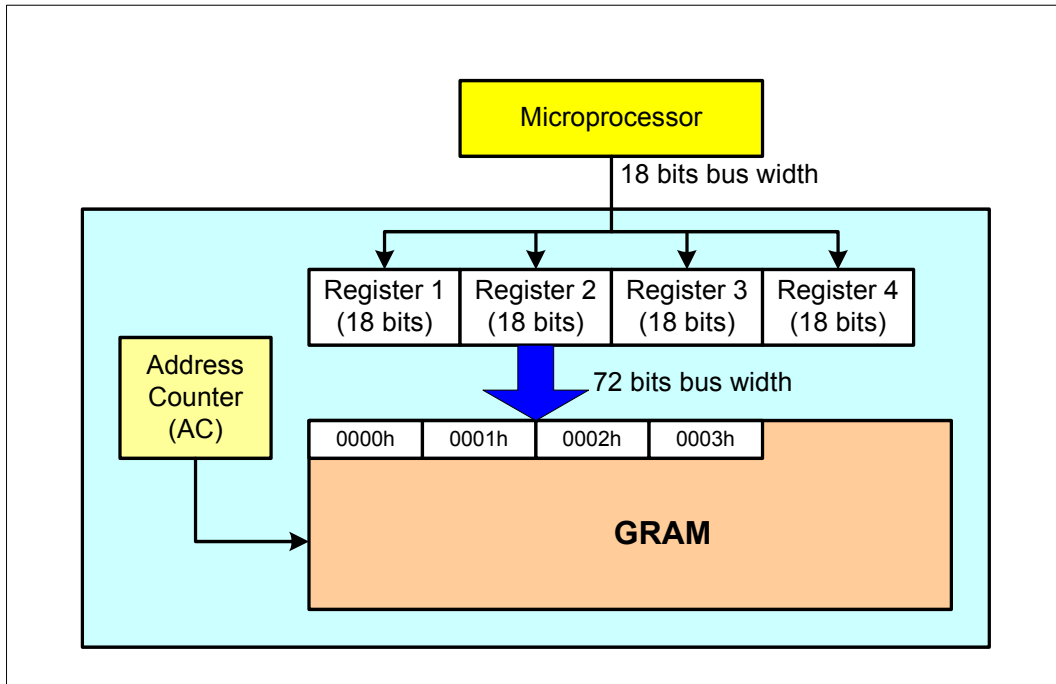 Microprocessor
18 bits bus width
Register 1
(18 bits)
Register 2
(18 bits)
Register 3
(18 bits)
Register 4
(18 bits)
Address
Counter
(AC)
72 bits bus width
0000h
0001h
0002h
0003h
GRAM